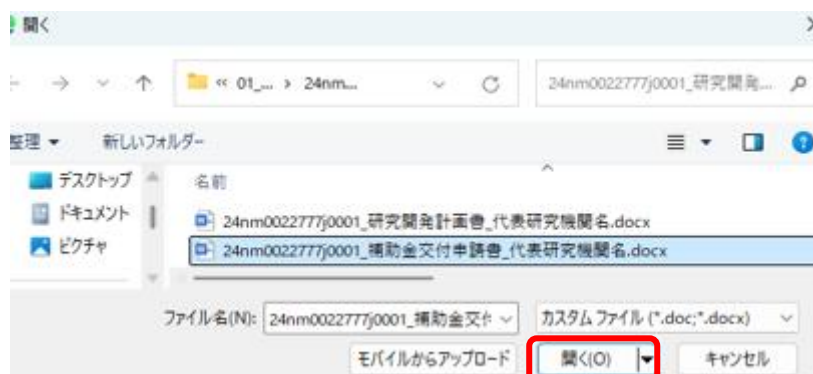 開く
« 01_... › 24nm...
24nm0022777j0001_研究開発...
整理
新しいフォルダー
デスクトップ
名前
ドキュメント
24nm0022777j0001_研究開発計画書_代表研究機関名.docx
ピクチャ
24nm0022777j0001_補助金交付申請書_代表研究機関名.docx
ファイル名(N):
24nm0022777j0001_補助金交付
カスタム ファイル (*.doc;*.docx)
モバイルからアップロード
開く(O)
キャンセル